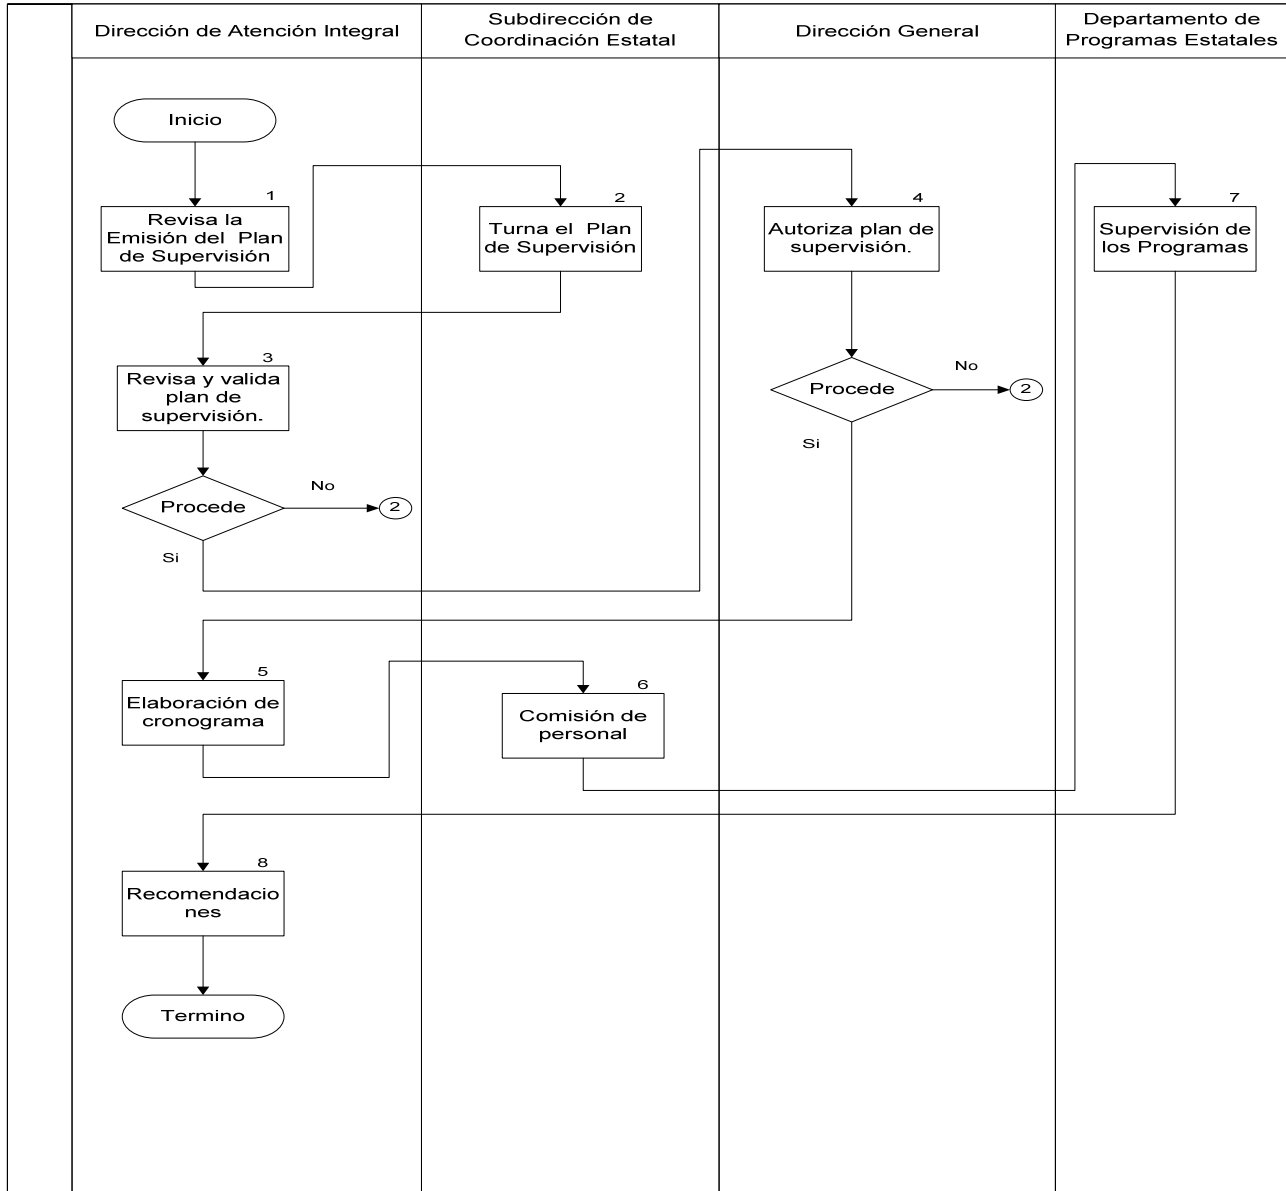 Dirección de Atención Integral
Subdirección de
Coordinación Estatal
Dirección General
Departamento de
Programas Estatales
Inicio
1
Revisa la
Emisión del Plan
de Supervisión
2
Turna el Plan
de Supervisión
4
Autoriza plan de
supervisión.
7
Supervisión de
los Programas
3
Revisa y valida
plan de
supervisión.
Procede
No
2
Si
Procede
No
2
Si
5
Elaboración de
cronograma
6
Comisión de
personal
8
Recomendacio
nes
Termino